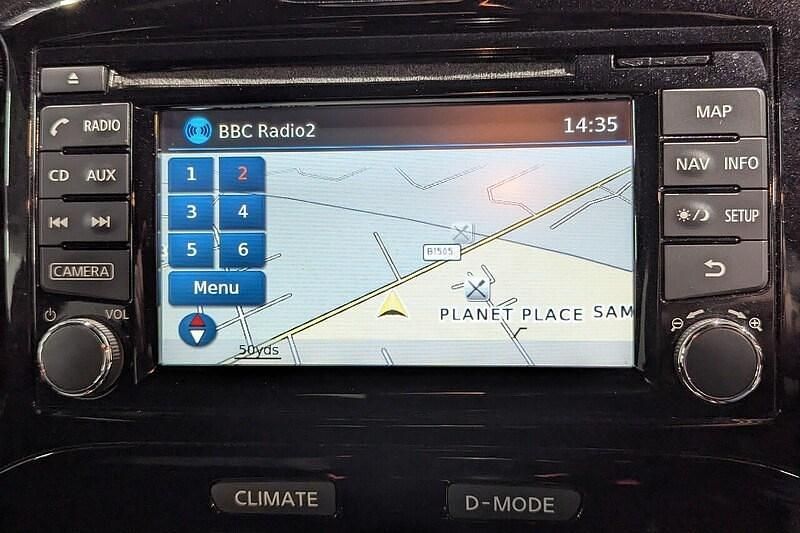 RADIO
CD AUX
CAMERA
VOL
BBC Radio2
14:35
1 2
3 4
5 6
Menu
B1505
PLANET PLACE SAM
50yds
MAP
NAV INFO
SETUP
CLIMATE
D-MODE